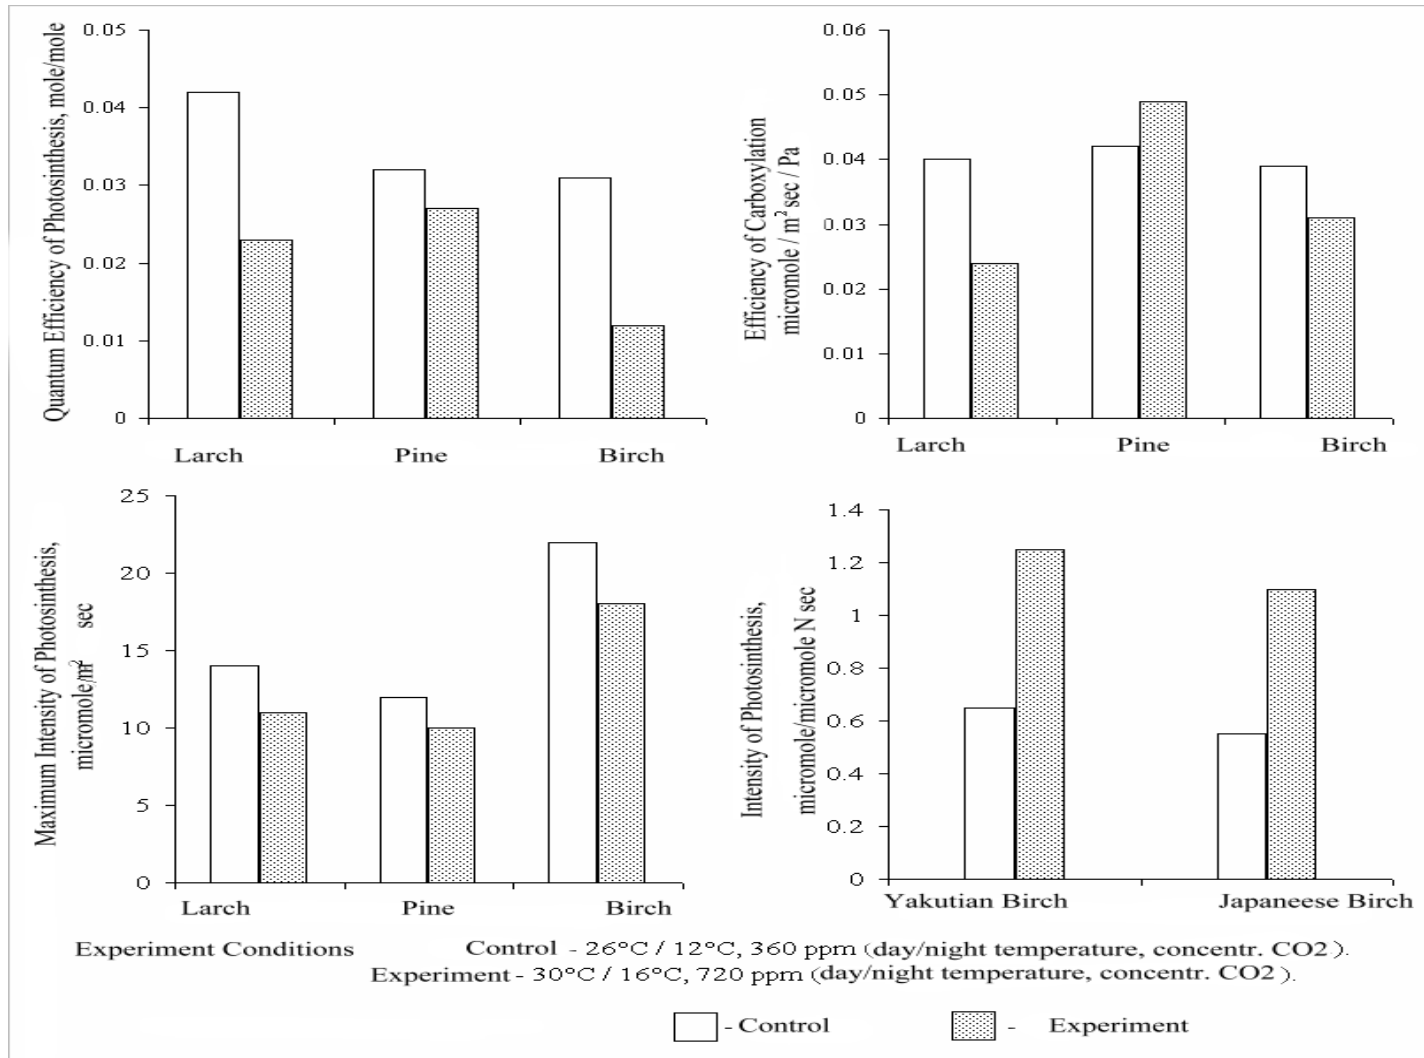 Quantum Efficiency of Photosinthesis, mole/mole
0.05
0.04
0.03
0.02
0.01
0
Larch Pine Birch
Efficiency of Carboxylation
micromole / m² sec / Pa
0.06
0.05
0.04
0.03
0.02
0.01
0
Larch Pine Birch
Maximum Intensity of Photosinthesis,
micromole/m² sec
25
20
15
10
5
0
Larch Pine Birch
Intensity of Photosinthesis,
micromole/micromole N sec
1.4
1.2
1
0.8
0.6
0.4
0.2
0
Yakutian Birch Japaneese Birch
Experiment Conditions Control - 26°C / 12°C, 360 ppm (day/night temperature, concentr. CO2 ).
Experiment - 30°C / 16°C, 720 ppm (day/night temperature, concentr. CO2 ).
- Control - Experiment